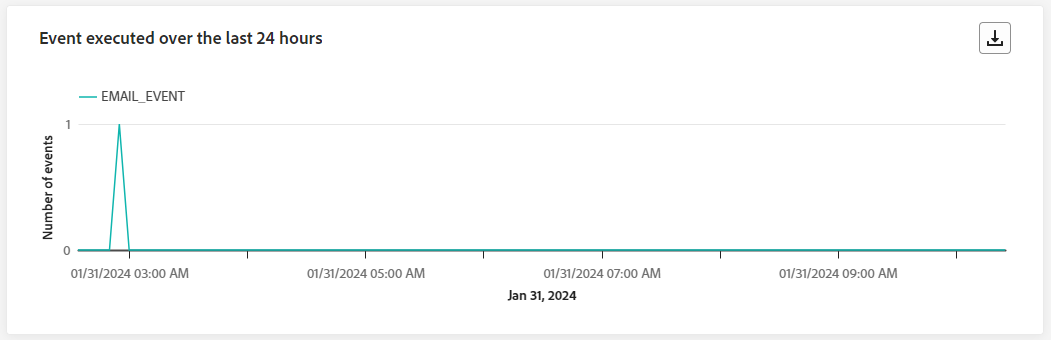 Event executed over the last 24 hours
EMAIL_EVENT
1
Number of events
0
01/31/2024 03:00 AM 01/31/2024 05:00 AM 01/31/2024 07:00 AM 01/31/2024 09:00 AM
Jan 31, 2024